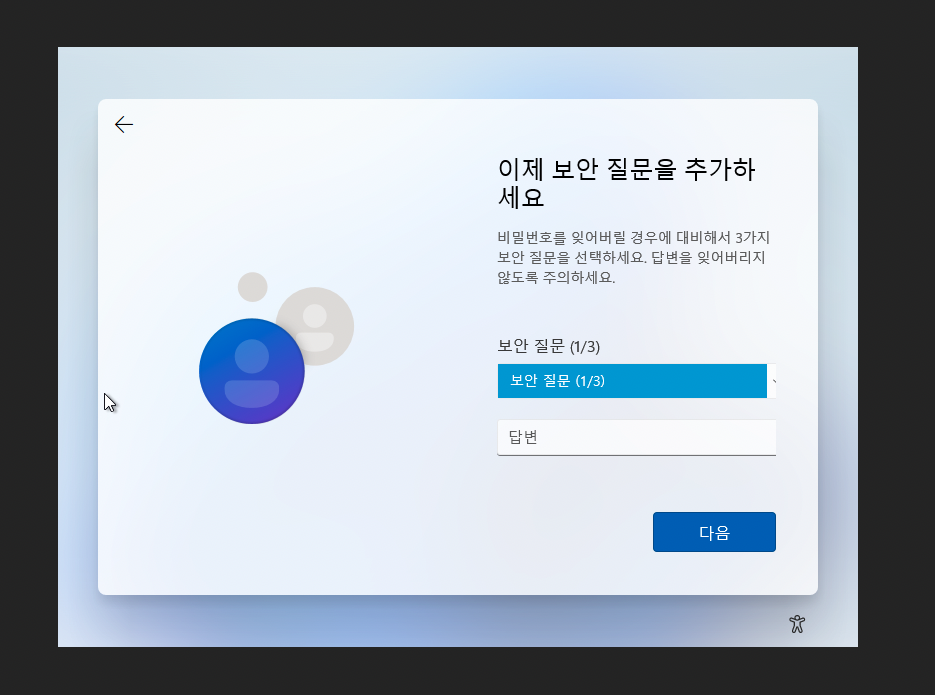 이제 보안 질문을 추가하
세요
비밀번호를 잊어버릴 경우에 대비해서 3가지
보안 질문을 선택하세요. 답변을 잊어버리지
않도록 주의하세요.
보안 질문 (1/3)
보안 질문 (1/3)
답변
다음